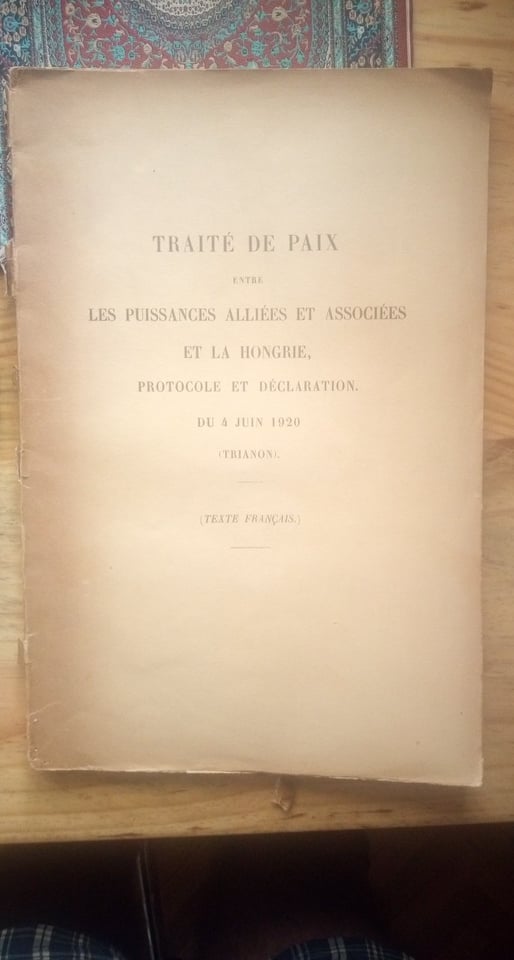 TRAITÉ DE PAIX
ENTRE
LES PUISSANCES ALLIÉES ET ASSOCIÉES
ET LA HONGRIE,
PROTOCOLE ET DÉCLARATION.
DU 4 JUIN 1920
(TRIANON).
(TEXTE FRANÇAIS.)